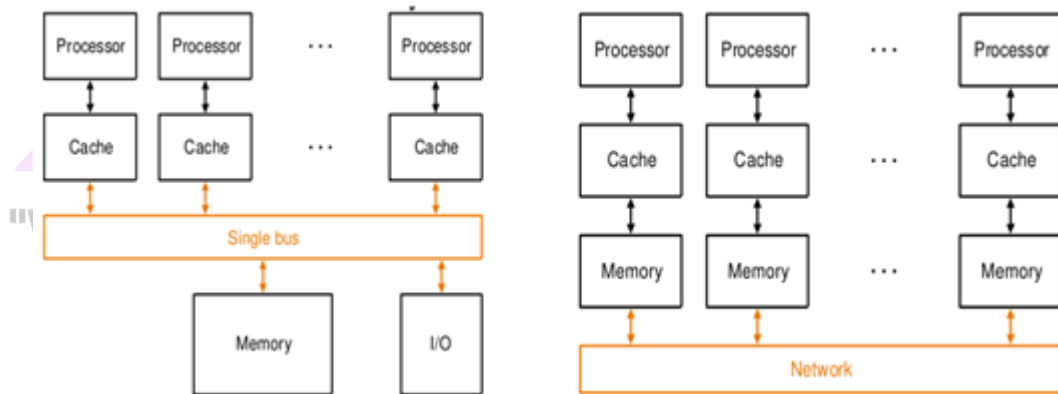 Processor Processor ... Processor
Cache Cache ... Cache
Single bus
Memory I/O
Processor Processor ... Processor
Cache Cache ... Cache
Memory Memory ... Memory
Network